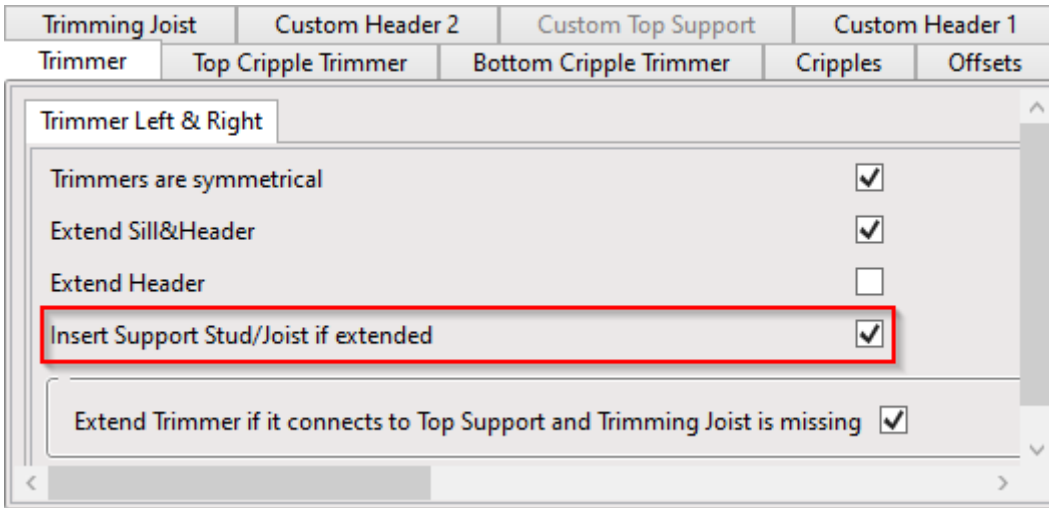 Trimming Joist Custom Header 2 Custom Top Support Custom Header 1
Trimmer Top Cripple Trimmer Bottom Cripple Trimmer Cripples Offsets
Trimmer Left & Right
Trimmers are symmetrical
Extend Sill&Header
Extend Header
Insert Support Stud/Joist if extended
Extend Trimmer if it connects to Top Support and Trimming Joist is missing